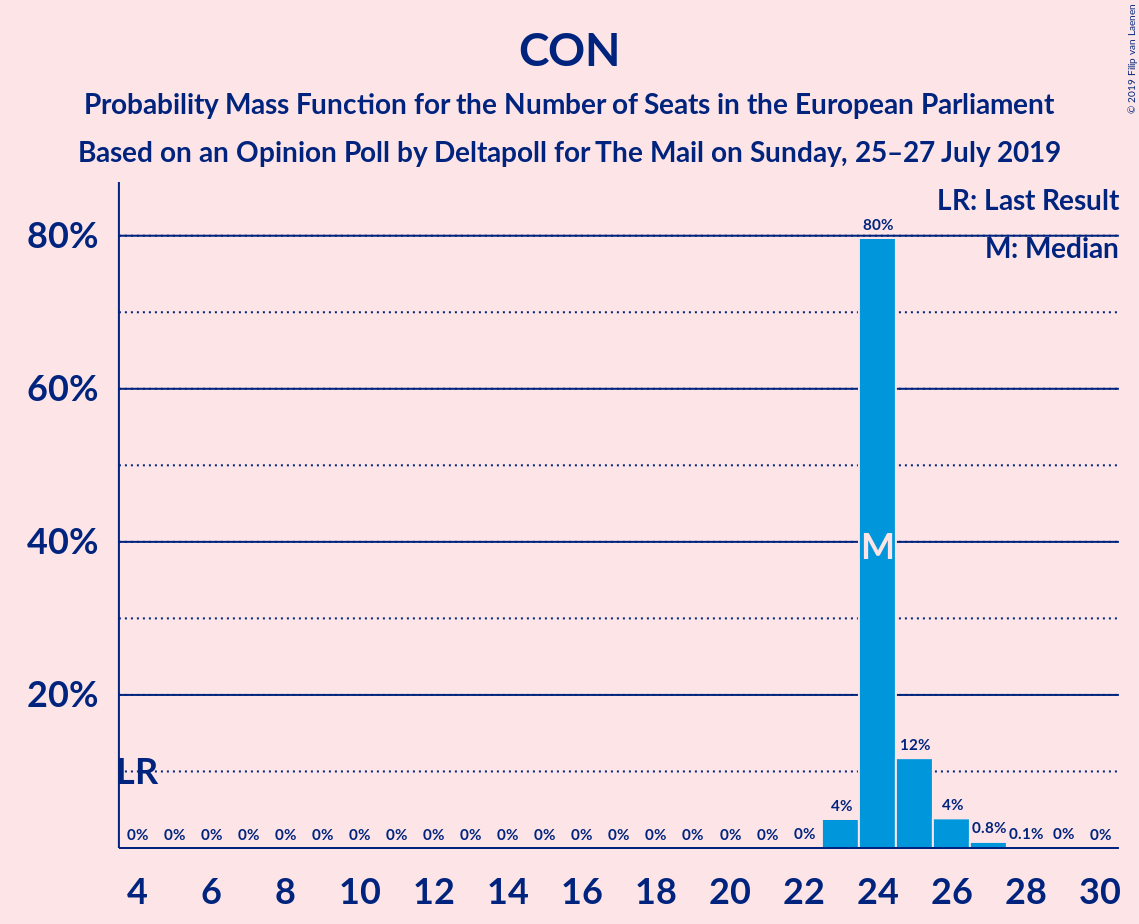 CON
Probability Mass Function for the Number of Seats in the European Parliament
Based on an Opinion Poll by Deltapoll for The Mail on Sunday, 25–27 July 2019
© 2019 Filip van Laenen
LR: Last Result
M: Median
80%
60%
40%
20%
80%
M
LR
12%
4%
4%
0.8%
0.1%
0% 0% 0% 0% 0% 0% 0% 0% 0% 0% 0% 0% 0% 0% 0% 0% 0% 0% 0% 0% 0%
4 6 8 10 12 14 16 18 20 22 24 26 28 30